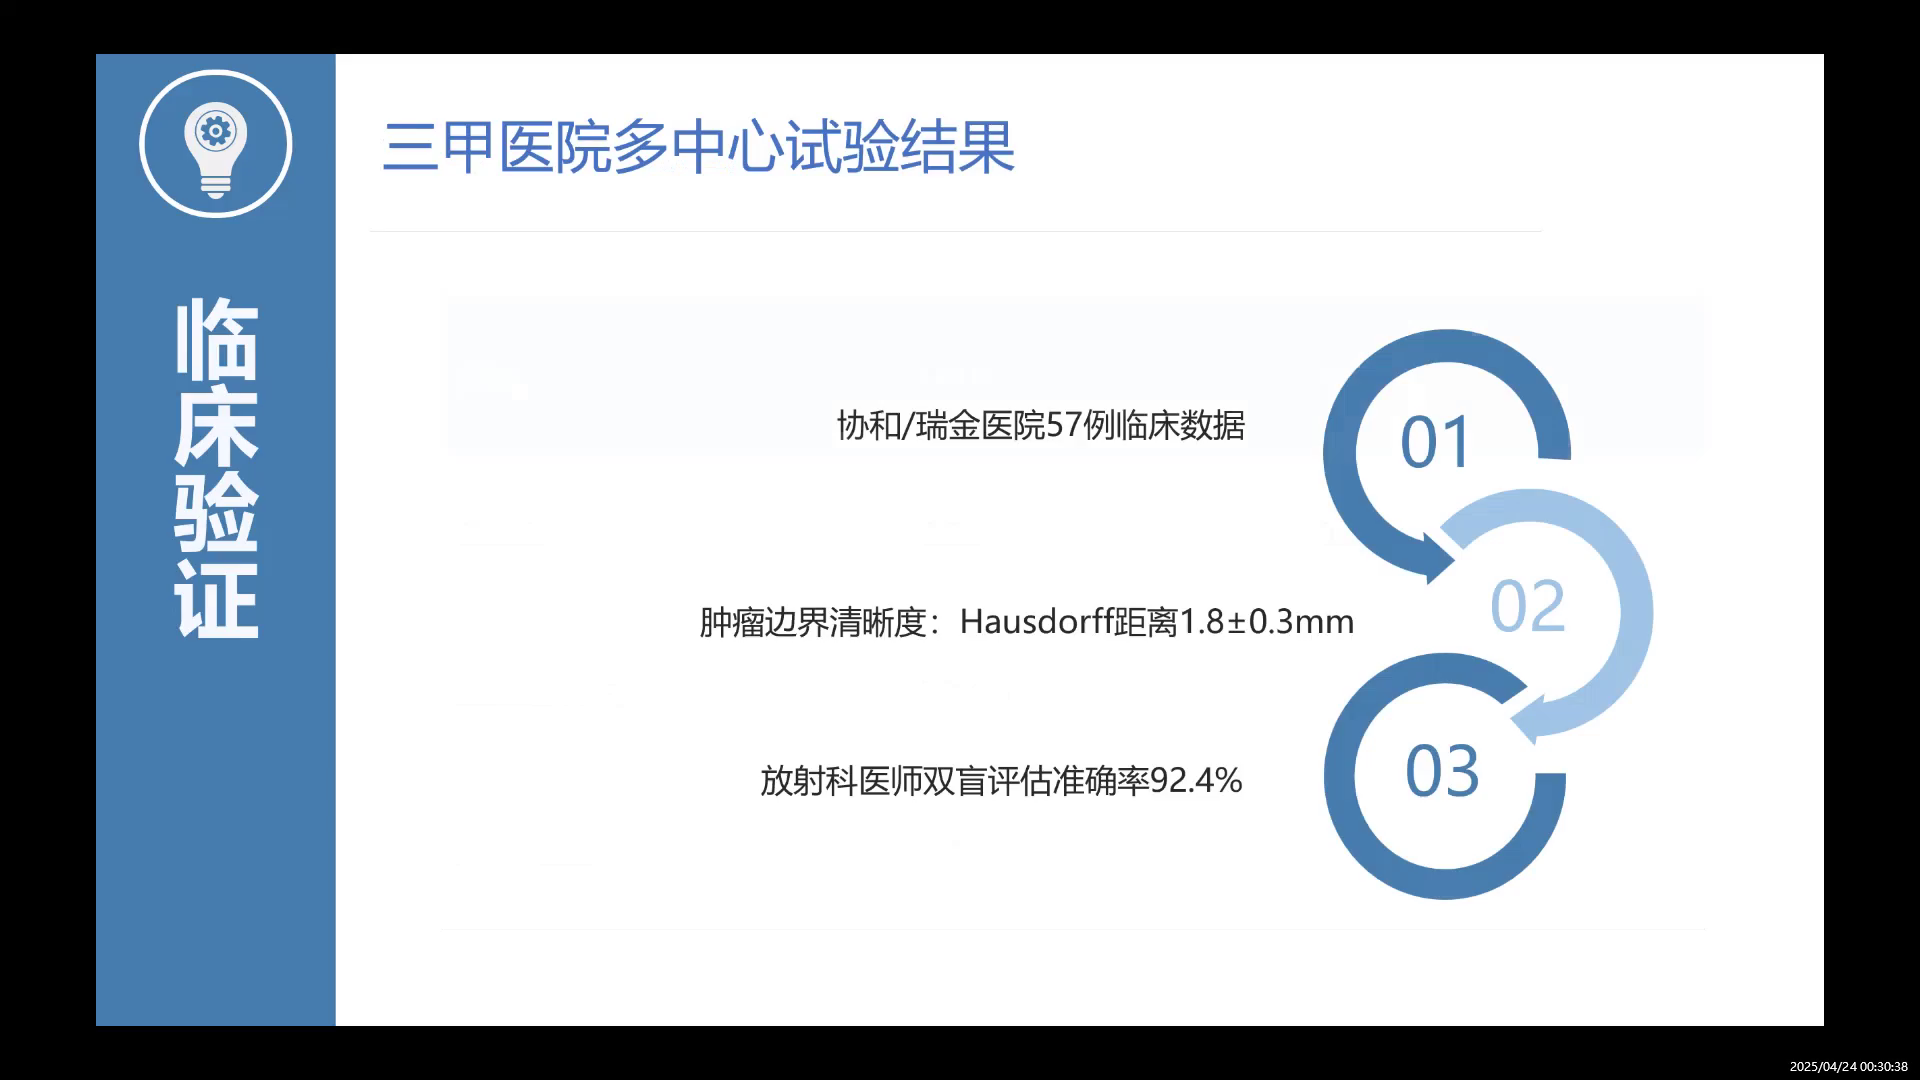 临床验证
三甲医院多中心试验结果
协和/瑞金医院57例临床数据
01
肿瘤边界清晰度：Hausdorff距离1.8±0.3mm
02
放射科医师双盲评估准确率92.4%
03
2025/04/24 00:30:38